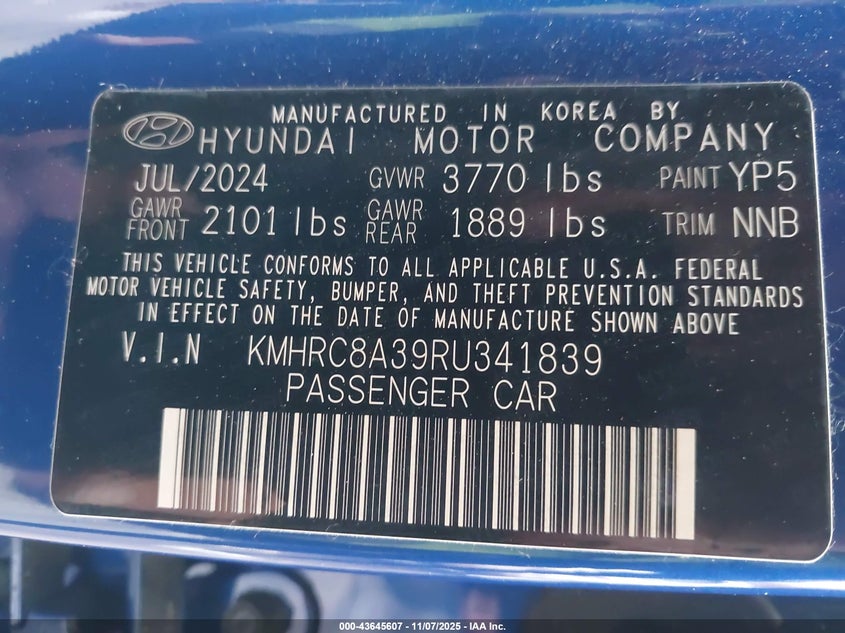 MANUFACTURED IN KOREA BY
HYUNDAI MOTOR COMPANY
JUL/2024 GVWR 3770 lbs PAINT YP5
GAWR FRONT 2101 lbs GAWR REAR 1889 lbs TRIM NNB
THIS VEHICLE CONFORMS TO ALL APPLICABLE U.S.A. FEDERAL
MOTOR VEHICLE SAFETY, BUMPER, AND THEFT PREVENTION STANDARDS
IN EFFECT ON THE DATE OF MANUFACTURE SHOWN ABOVE
V.I.N KMHRC8A39RU341839
PASSENGER CAR
000-43645607 - 11/07/2025 - IAA Inc.